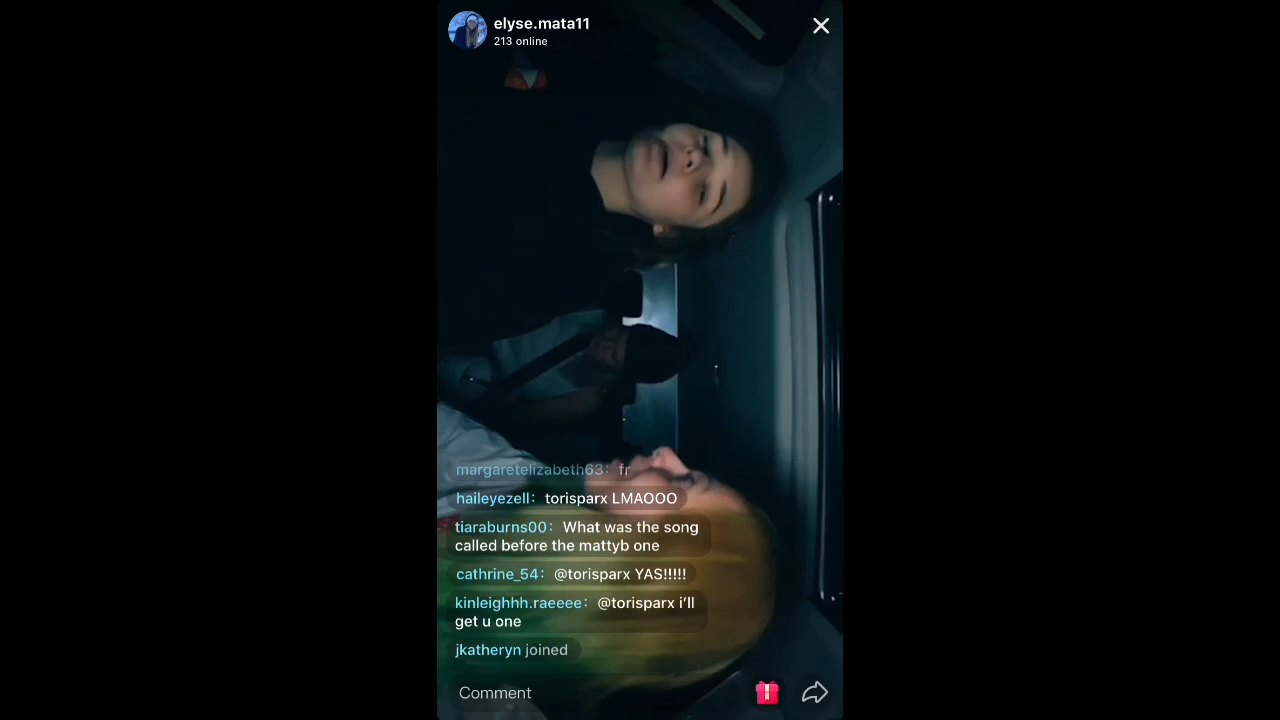 elyse.mata11
213 online
margaretelizabeth63: fr
haileyezell: torisparx LMAOOO
tiaraburns00: What was the song
called before the mattyb one
cathrine_54: @torisparx YAS!!!!!
kinleighhh.raeeee: @torisparx i’ll
get u one
jkatheryn joined
Comment